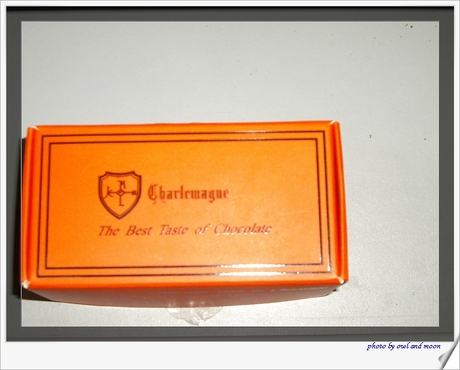 Charlemagne
The Best Taste of Chocolate
photo by owl and moon